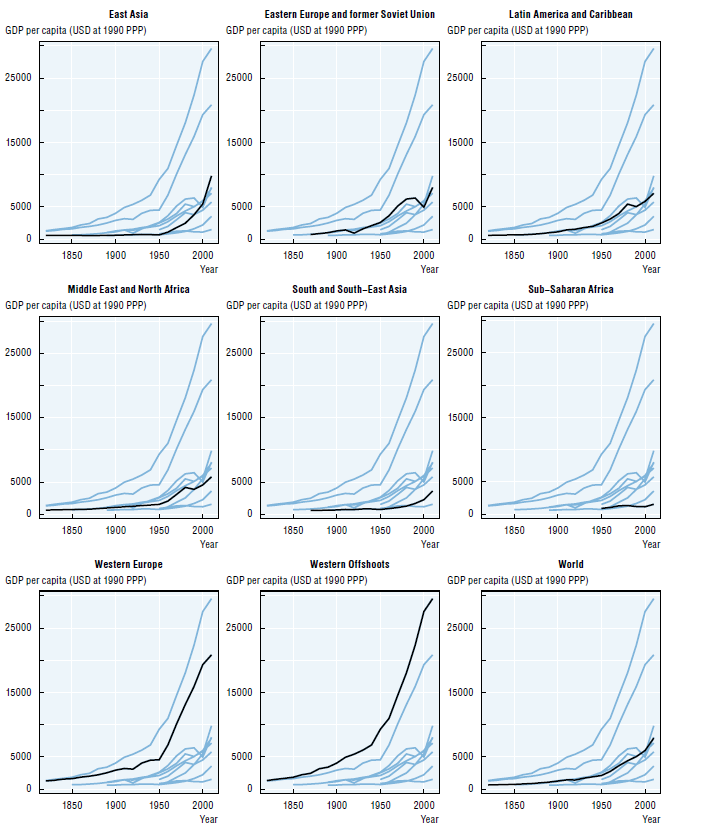 East Asia
GDP per capita (USD at 1990 PPP)
25000
15000
5000
0
1850
1900
1950
2000
Year
Eastern Europe and former Soviet Union
GDP per capita (USD at 1990 PPP)
25000
15000
5000
0
1850
1900
1950
2000
Year
Latin America and Caribbean
GDP per capita (USD at 1990 PPP)
25000
15000
5000
0
1850
1900
1950
2000
Year
Middle East and North Africa
GDP per capita (USD at 1990 PPP)
25000
15000
5000
0
1850
1900
1950
2000
Year
South and South–East Asia
GDP per capita (USD at 1990 PPP)
25000
15000
5000
0
1850
1900
1950
2000
Year
Sub–Saharan Africa
GDP per capita (USD at 1990 PPP)
25000
15000
5000
0
1850
1900
1950
2000
Year
Western Europe
GDP per capita (USD at 1990 PPP)
25000
15000
5000
0
1850
1900
1950
2000
Year
Western Offshoots
GDP per capita (USD at 1990 PPP)
25000
15000
5000
0
1850
1900
1950
2000
Year
World
GDP per capita (USD at 1990 PPP)
25000
15000
5000
0
1850
1900
1950
2000
Year